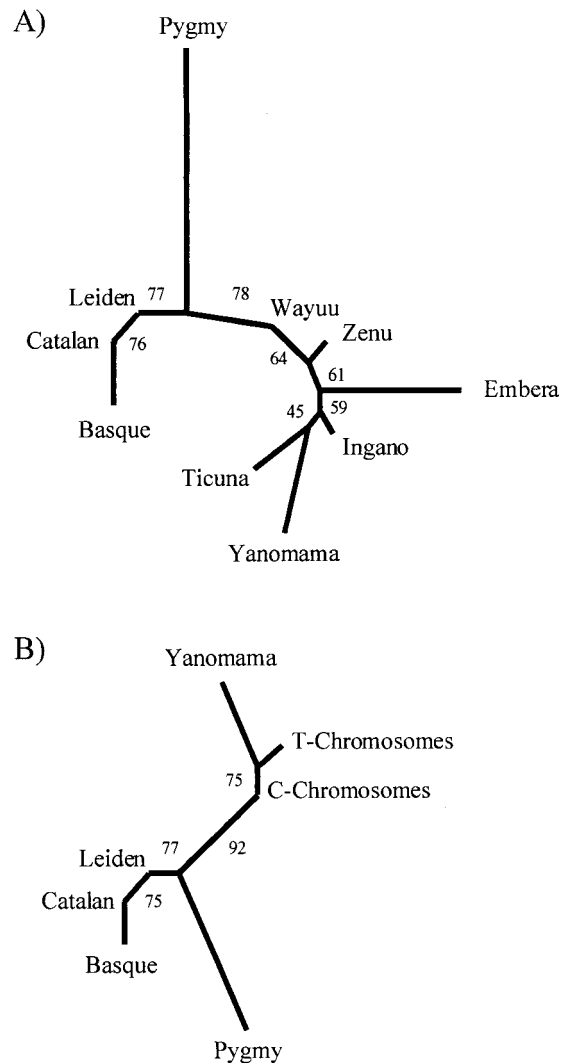 A)
Pygmy
Leiden 77 78 Wayuu
Zenu
Catalan 76 64
61
Embera
Basque 45 59
Ingano
Ticuna
Yanomama
B)
Yanomama
T-Chromosomes
75 C-Chromosomes
Leiden 77 92
Catalan 75
Basque
Pygmy